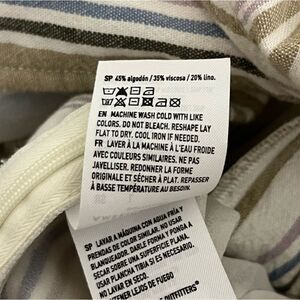 SP 45% algodón / 35% viscosa / 20% lino.
EN MACHINE WASH COLD WITH LIKE
COLORS. DO NOT BLEACH. RESHAPE LAY
FLAT TO DRY. COOL IRON IF NEEDED.
FR LAVER À LA MACHINE À L'EAU FROIDE
AVEC COULEURS SIMILAIRES. NE PAS
JAVELLISER. REDONNER LA FORME
ORIGINALE ET SÉCHER À PLAT. REPASSER
À BASSE TEMPÉRATURE AU BESOIN.
SP LAVAR A MÁQUINA CON AGUA FRÍA Y
PRENDAS DE COLOR SIMILAR. NO USAR
BLANQUEADOR. DARLE FORMA Y PONGA A
SECAR SOBRE UNA SUPERFICIE PLANA.
USAR PLANCHA TIBIA SI ES NECESARIO.
NO LAVAR EN SECO.
DEL FUEGO
OUTFITTERS